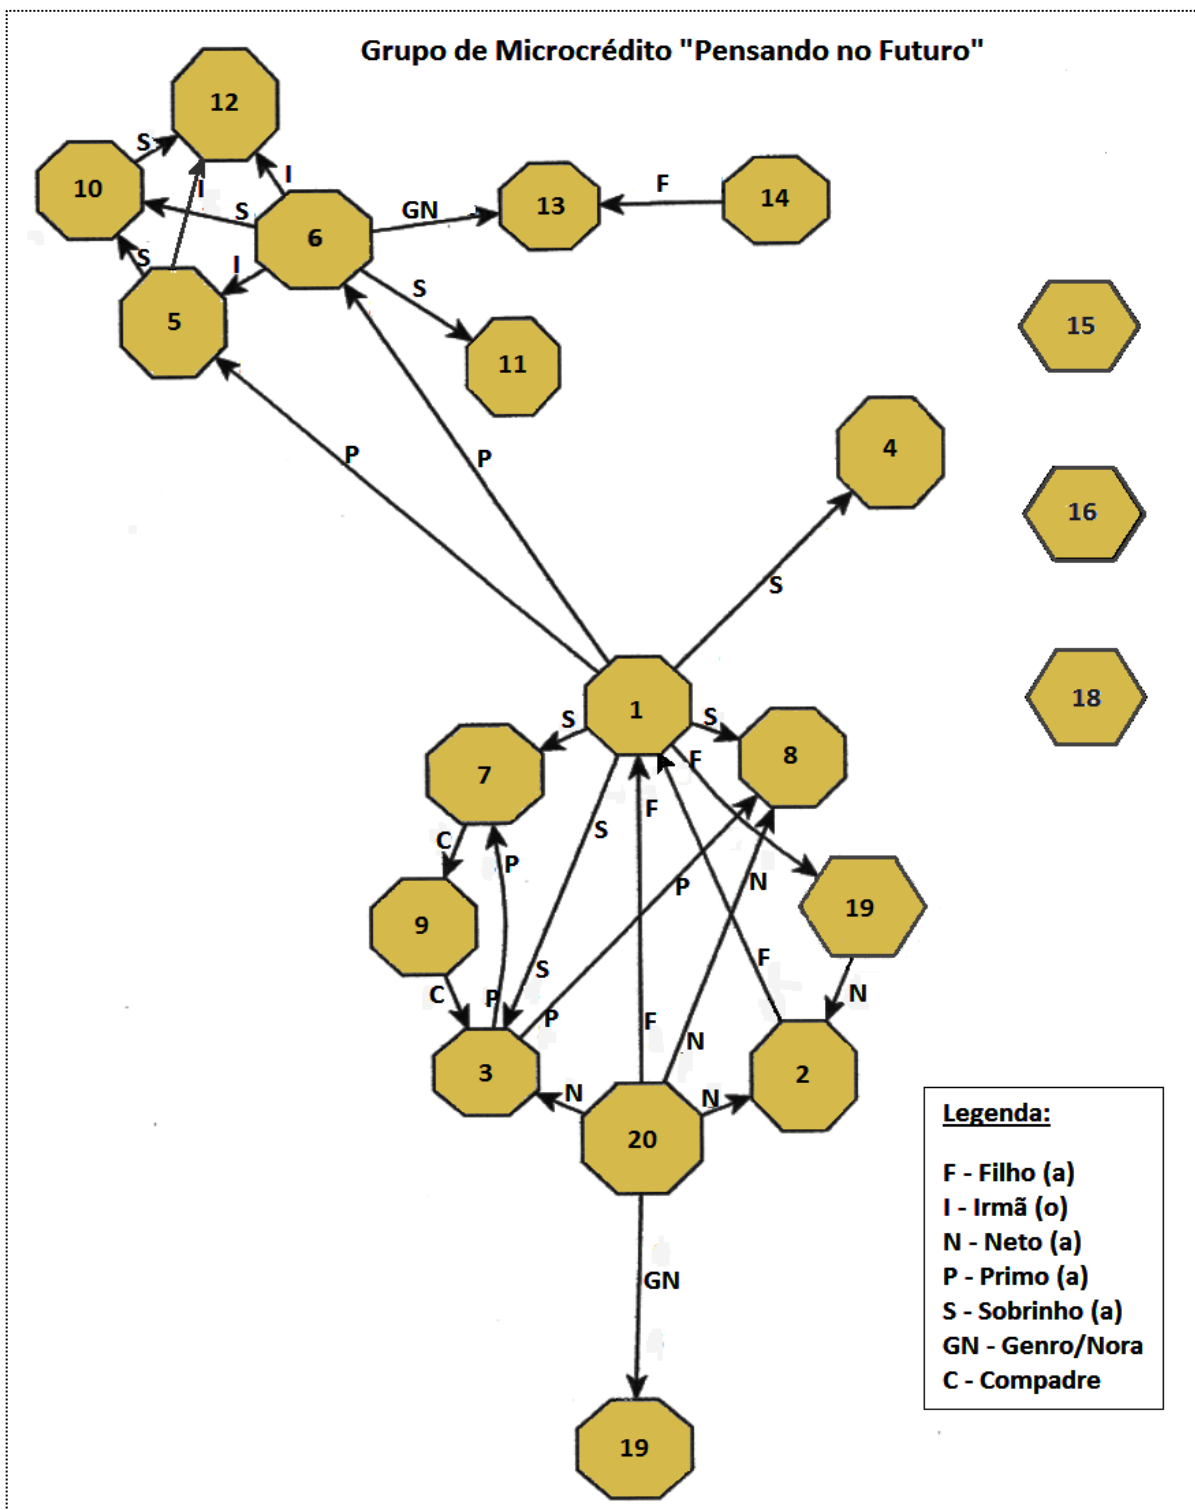 Grupo de Microcrédito "Pensando no Futuro"
12
S
10
I
I
S
6
GN
13
F
14
S
I
S
5
11
15
P
P
4
16
S
1
S
S
18
7
F
8
S
F
C
P
P
N
19
9
F
S
C
P
P
F
N
N
3
N
20
N
2
GN
19
Legenda:
F - Filho (a)
I - Irmã (o)
N - Neto (a)
P - Primo (a)
S - Sobrinho (a)
GN - Genro/Nora
C - Compadre